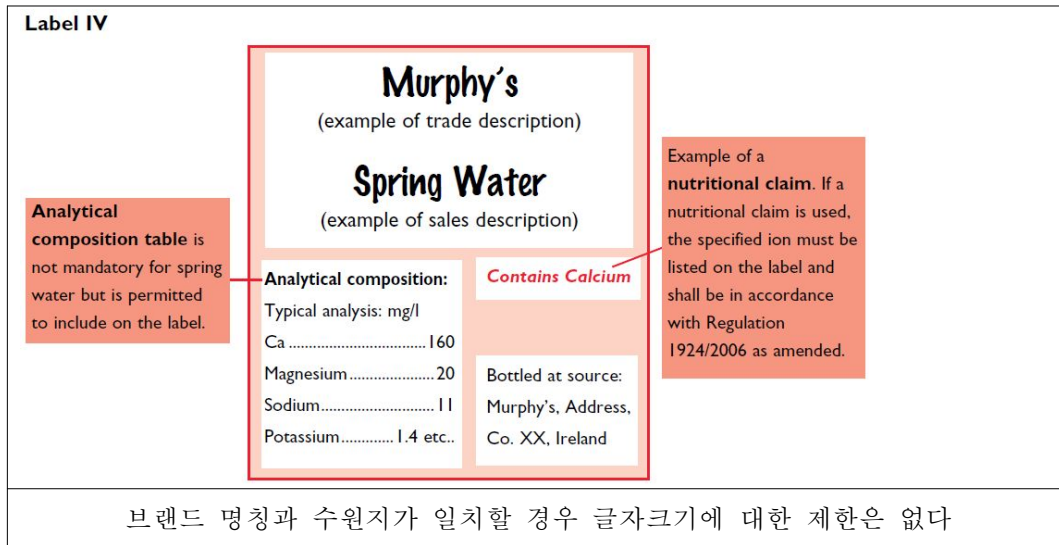 Label IV
Murphy's
(example of trade description)
Spring Water
(example of sales description)
Analytical
composition table is
not mandatory for spring
water but is permitted
to include on the label.
Analytical composition:
Typical analysis: mg/l
Ca ..................................160
Magnesium.....................20
Sodium............................11
Potassium.............1.4 etc..
Contains Calcium
Bottled at source:
Murphy's, Address,
Co. XX, Ireland
Example of a
nutritional claim. If a
nutritional claim is used,
the specified ion must be
listed on the label and
shall be in accordance
with Regulation
1924/2006 as amended.
브랜드 명칭과 수원지가 일치할 경우 글자크기에 대한 제한은 없다